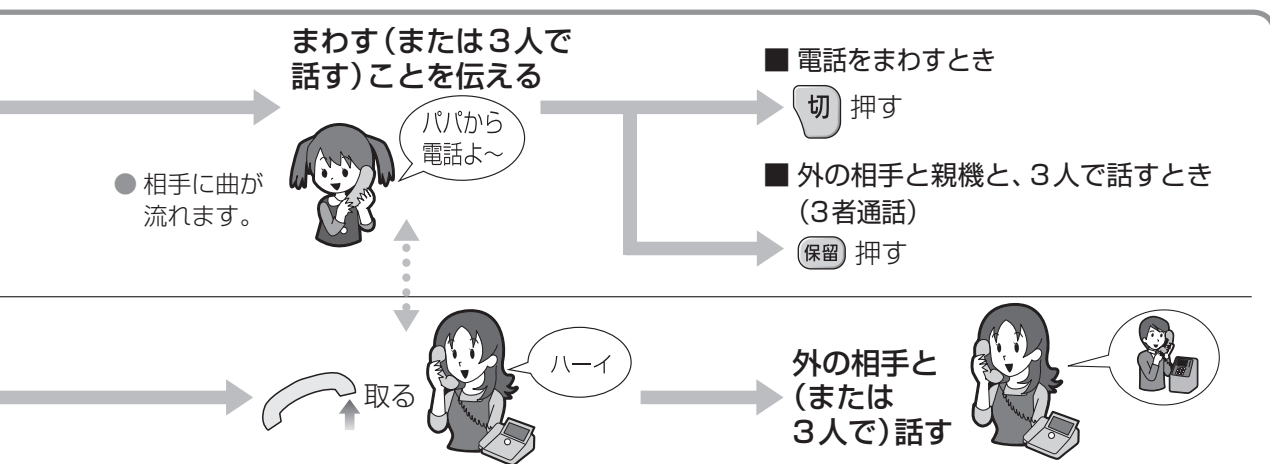 まわす(または3人で
話す)ことを伝える
パパから
電話よ～
● 相手に曲が
流れます。
■ 電話をまわすとき
切 押す
■ 外の相手と親機と、3人で話すとき
(3者通話)
保留 押す
取る
ハーイ
外の相手と
(または
3人で)話す